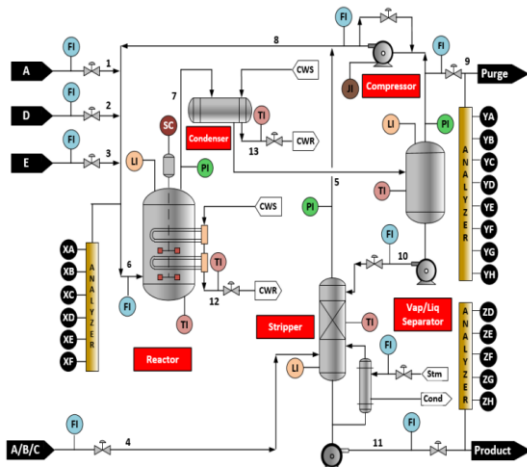 FI
8
FI
9
FI
A
1
CWS
Purge
7
Compressor
JI
FI
D
2
SC
Condenser
TI
LI
PI
YA
13
CWR
YB
FI
E
3
LI
PI
YC
ANALYZER
YD
5
TI
YE
CWS
PI
YF
XA
FI
YG
XB
6
TI
10
YH
XC
ANALYZER
FI
12
CWR
XD
Vap/Liq
Separator
ZD
XE
TI
Stripper
TI
ZE
XF
Reactor
FI
ANALYZER
ZF
LI
Stm
ZG
Cond
ZH
FI
FI
A/B/C
4
11
Product